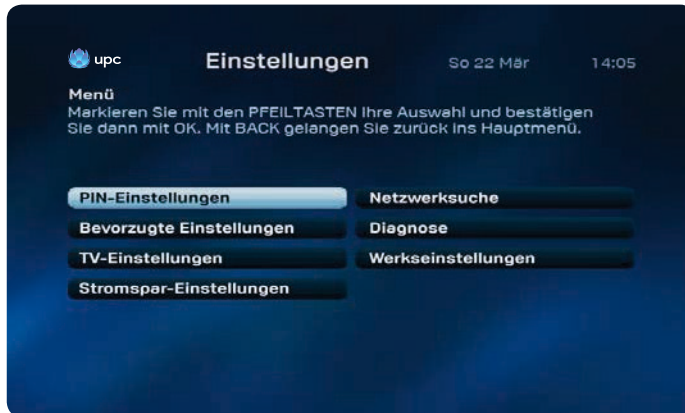 upc Einstellungen So 22 Mär 14:05
Menü
Markieren Sie mit den PFEILTASTEN Ihre Auswahl und bestätigen
Sie dann mit OK. Mit BACK gelangen Sie zurück ins Hauptmenü.
PIN-Einstellungen Netzwerksuche
Bevorzugte Einstellungen Diagnose
TV-Einstellungen Werkseinstellungen
Stromspar-Einstellungen